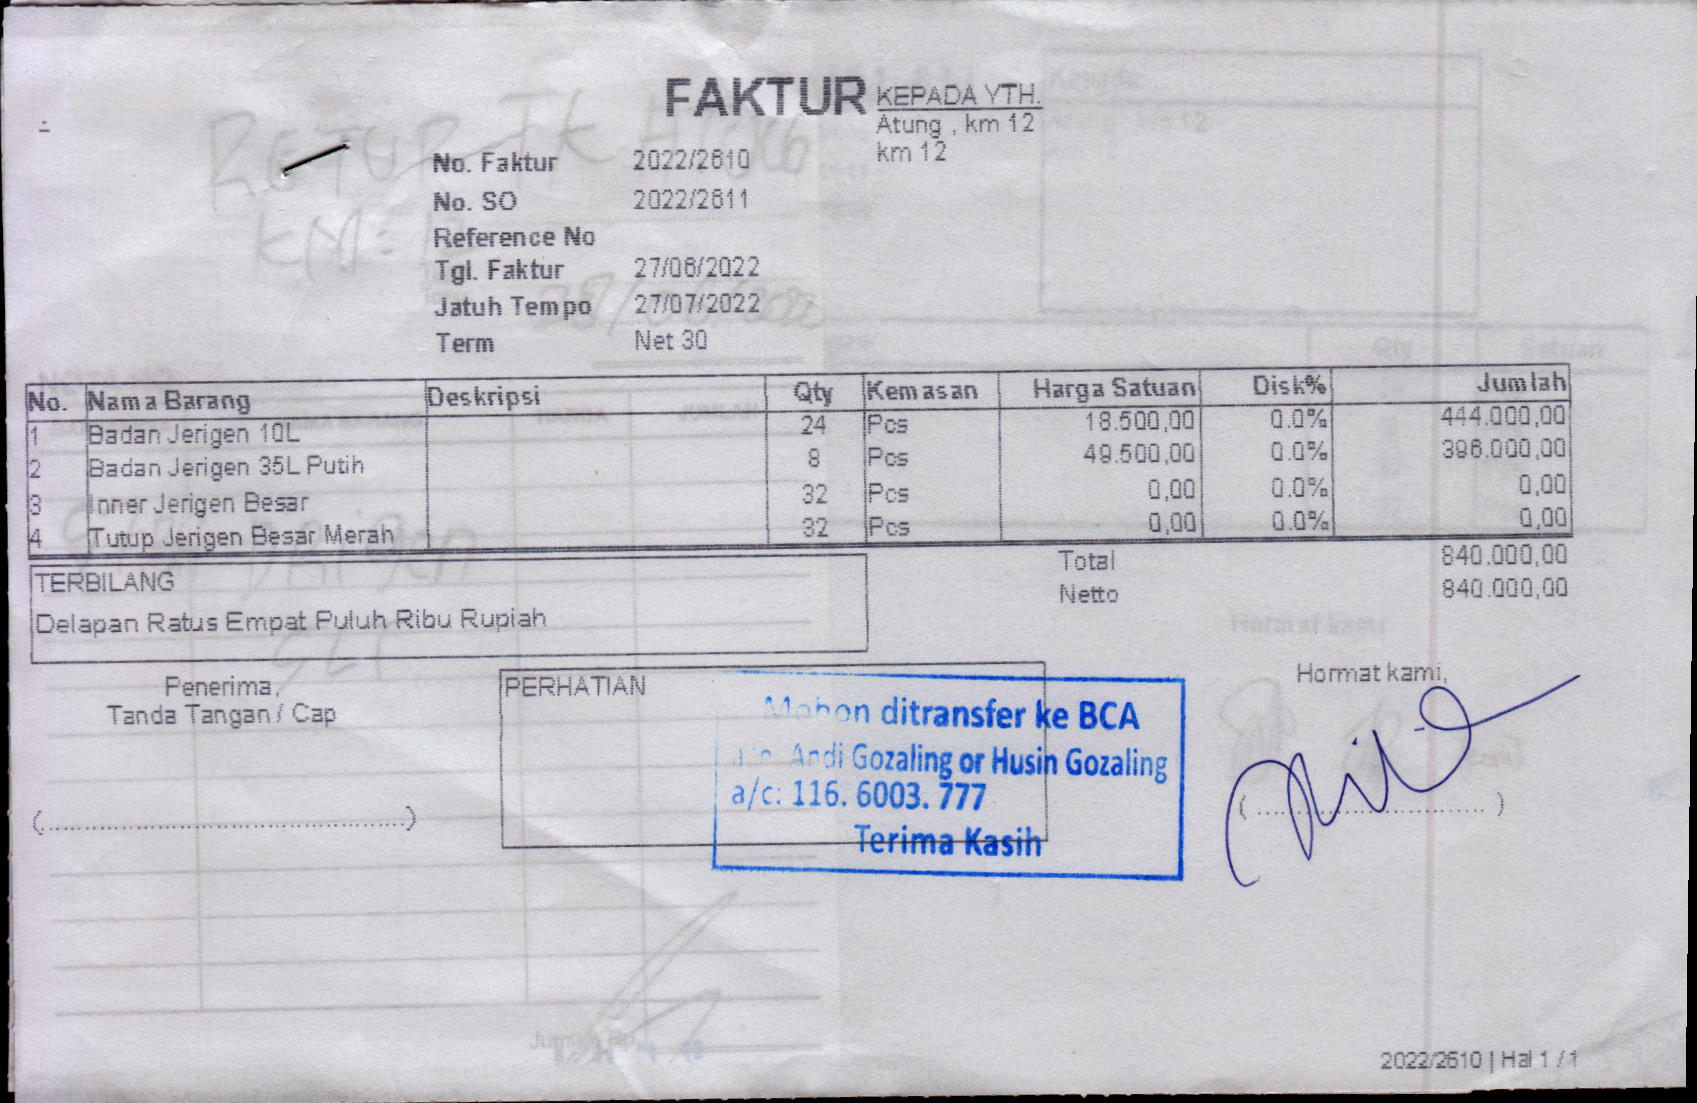 FAKTUR
KEPADA YTH.
Atung , km 12
km 12
No. Faktur 2022/2610
No. SO 2022/2611
Reference No
Tgl. Faktur 27/06/2022
Jatuh Tempo 27/07/2022
Term Net 30
No. Nama Barang Deskripsi Qty Kemasan Harga Satuan Disk% Jumlah
1 Badan Jerigen 10L 24 Pcs 18.500,00 0.0% 444.000,00
2 Badan Jerigen 35L Putih 8 Pcs 49.500,00 0.0% 396.000,00
3 Inner Jerigen Besar 32 Pcs 0,00 0.0% 0,00
4 Tutup Jerigen Besar Merah 32 Pcs 0,00 0.0% 0,00
Total 840.000,00
Netto 840.000,00
TERBILANG
Delapan Ratus Empat Puluh Ribu Rupiah
Penerima,
Tanda Tangan / Cap
(..........................................)
PERHATIAN
Mohon ditransfer ke BCA
a.n. Andi Gozaling or Husin Gozaling
a/c: 116. 6003. 777
Terima Kasih
Hormat kami,
(..............................)
2022/2610 | Hal 1 / 1